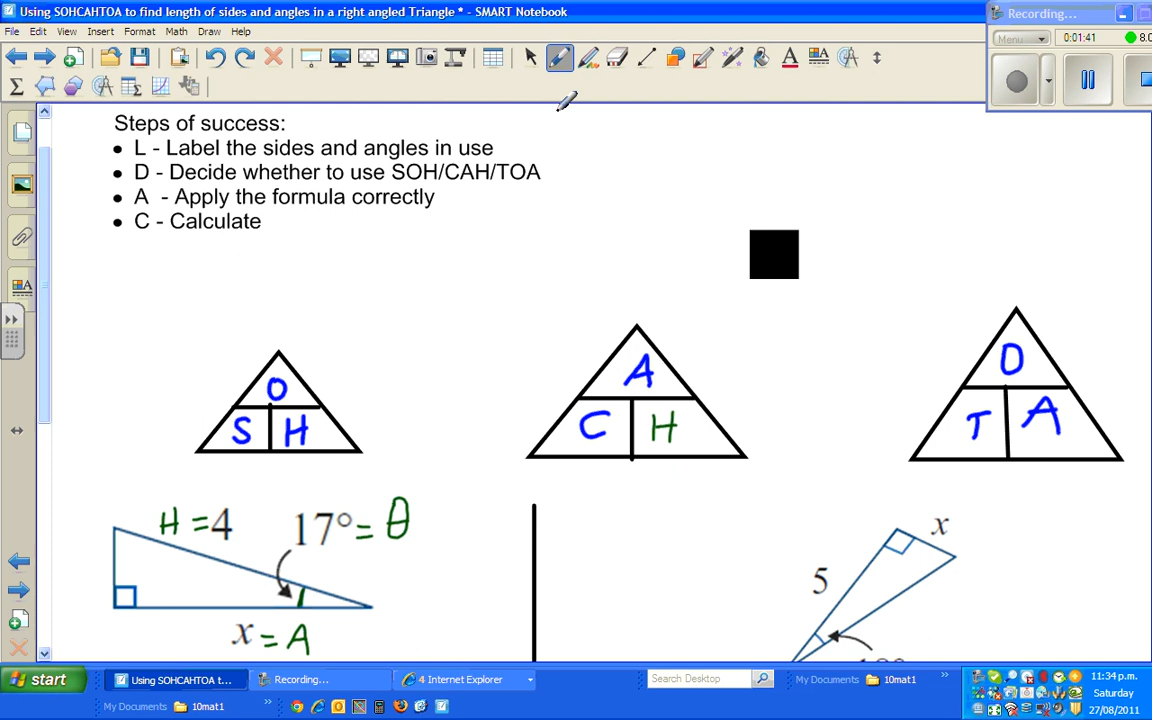 Using SOHCAHTOA to find length of sides and angles in a right angled Triangle * - SMART Notebook
Recording...
File Edit View Insert Format Math Draw Help
Menu
0:01:41
8.0
Steps of success:
• L - Label the sides and angles in use
• D - Decide whether to use SOH/CAH/TOA
• A - Apply the formula correctly
• C - Calculate
O
S H
A
C H
O
T A
H = 4 17° = θ
x = A
x
5
start
Using SOHCAHTOA t...
Recording...
4 Internet Explorer
Search Desktop
My Documents
10mat1
My Documents
10mat1
11:34 p.m.
Saturday
27/08/2011